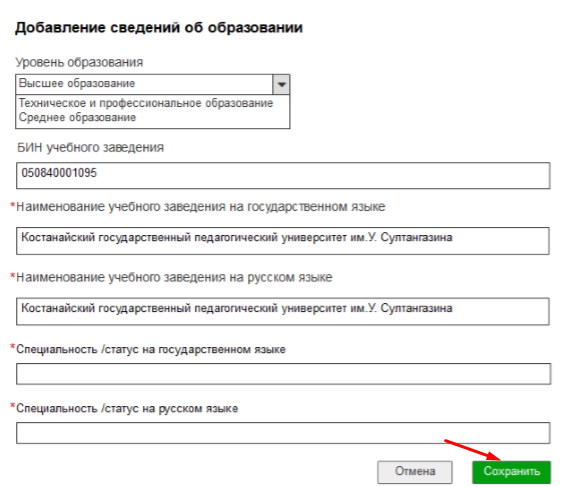 Добавление сведений об образовании
Уровень образования
Высшее образование
Техническое и профессиональное образование
Среднее образование
БИН учебного заведения
050840001095
*Наименование учебного заведения на государственном языке
Костанайский государственный педагогический университет им.У. Султангазина
*Наименование учебного заведения на русском языке
Костанайский государственный педагогический университет им.У. Султангазина
*Специальность /статус на государственном языке
*Специальность /статус на русском языке
Отмена
Сохранить